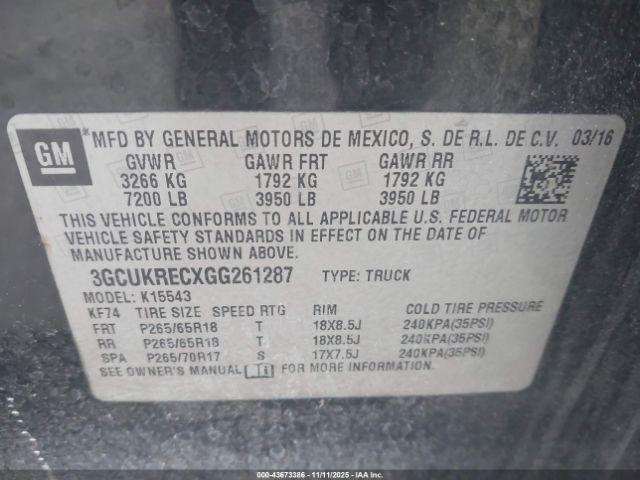 GM
*MFD BY GENERAL MOTORS DE MEXICO, S. DE R.L. DE C.V. 03/16
GVWR GAWR FRT GAWR RR
3266 KG 1792 KG 1792 KG
7200 LB 3950 LB 3950 LB
THIS VEHICLE CONFORMS TO ALL APPLICABLE U.S. FEDERAL MOTOR
VEHICLE SAFETY STANDARDS IN EFFECT ON THE DATE OF
MANUFACTURE SHOWN ABOVE.
3GCUKRECXGG261287 TYPE: TRUCK
MODEL: K15543
KF74 TIRE SIZE SPEED RTG RIM COLD TIRE PRESSURE
FRT P265/65R18 T 18X8.5J 240KPA(35PSI)
RR P265/65R18 T 18X8.5J 240KPA(35PSI)
SPA P265/70R17 S 17X7.5J 240KPA(35PSI)
SEE OWNER'S MANUAL FOR MORE INFORMATION.
000-43673386 - 11/11/2025 - IAA, Inc.